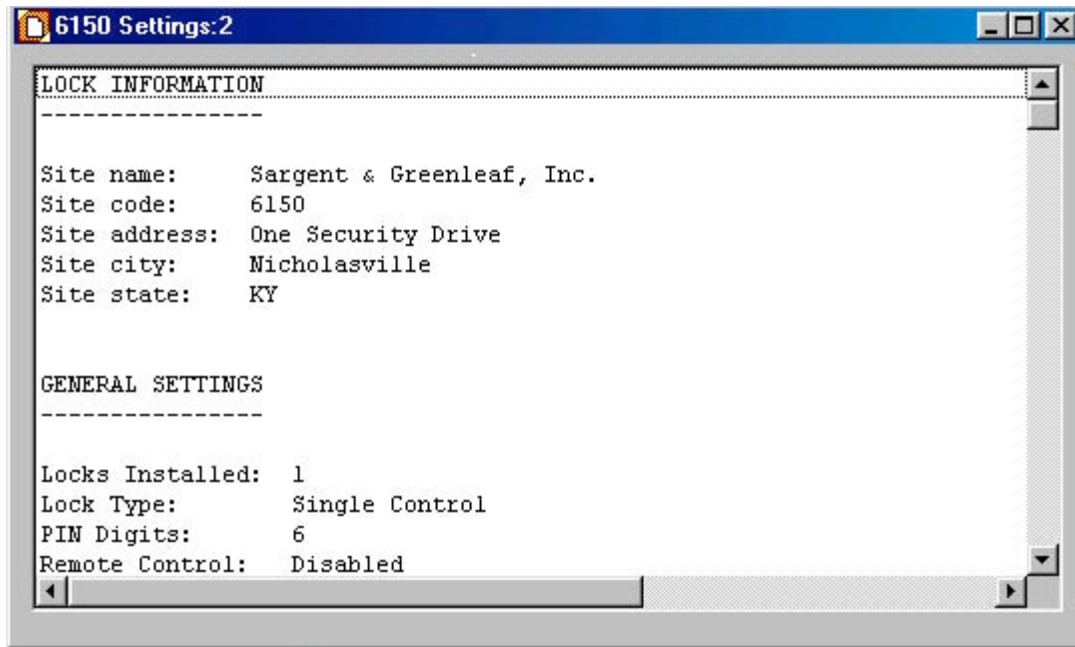 6150 Settings:2
LOCK INFORMATION
----------------
Site name: Sargent & Greenleaf, Inc.
Site code: 6150
Site address: One Security Drive
Site city: Nicholasville
Site state: KY
GENERAL SETTINGS
----------------
Locks Installed: 1
Lock Type: Single Control
PIN Digits: 6
Remote Control: Disabled